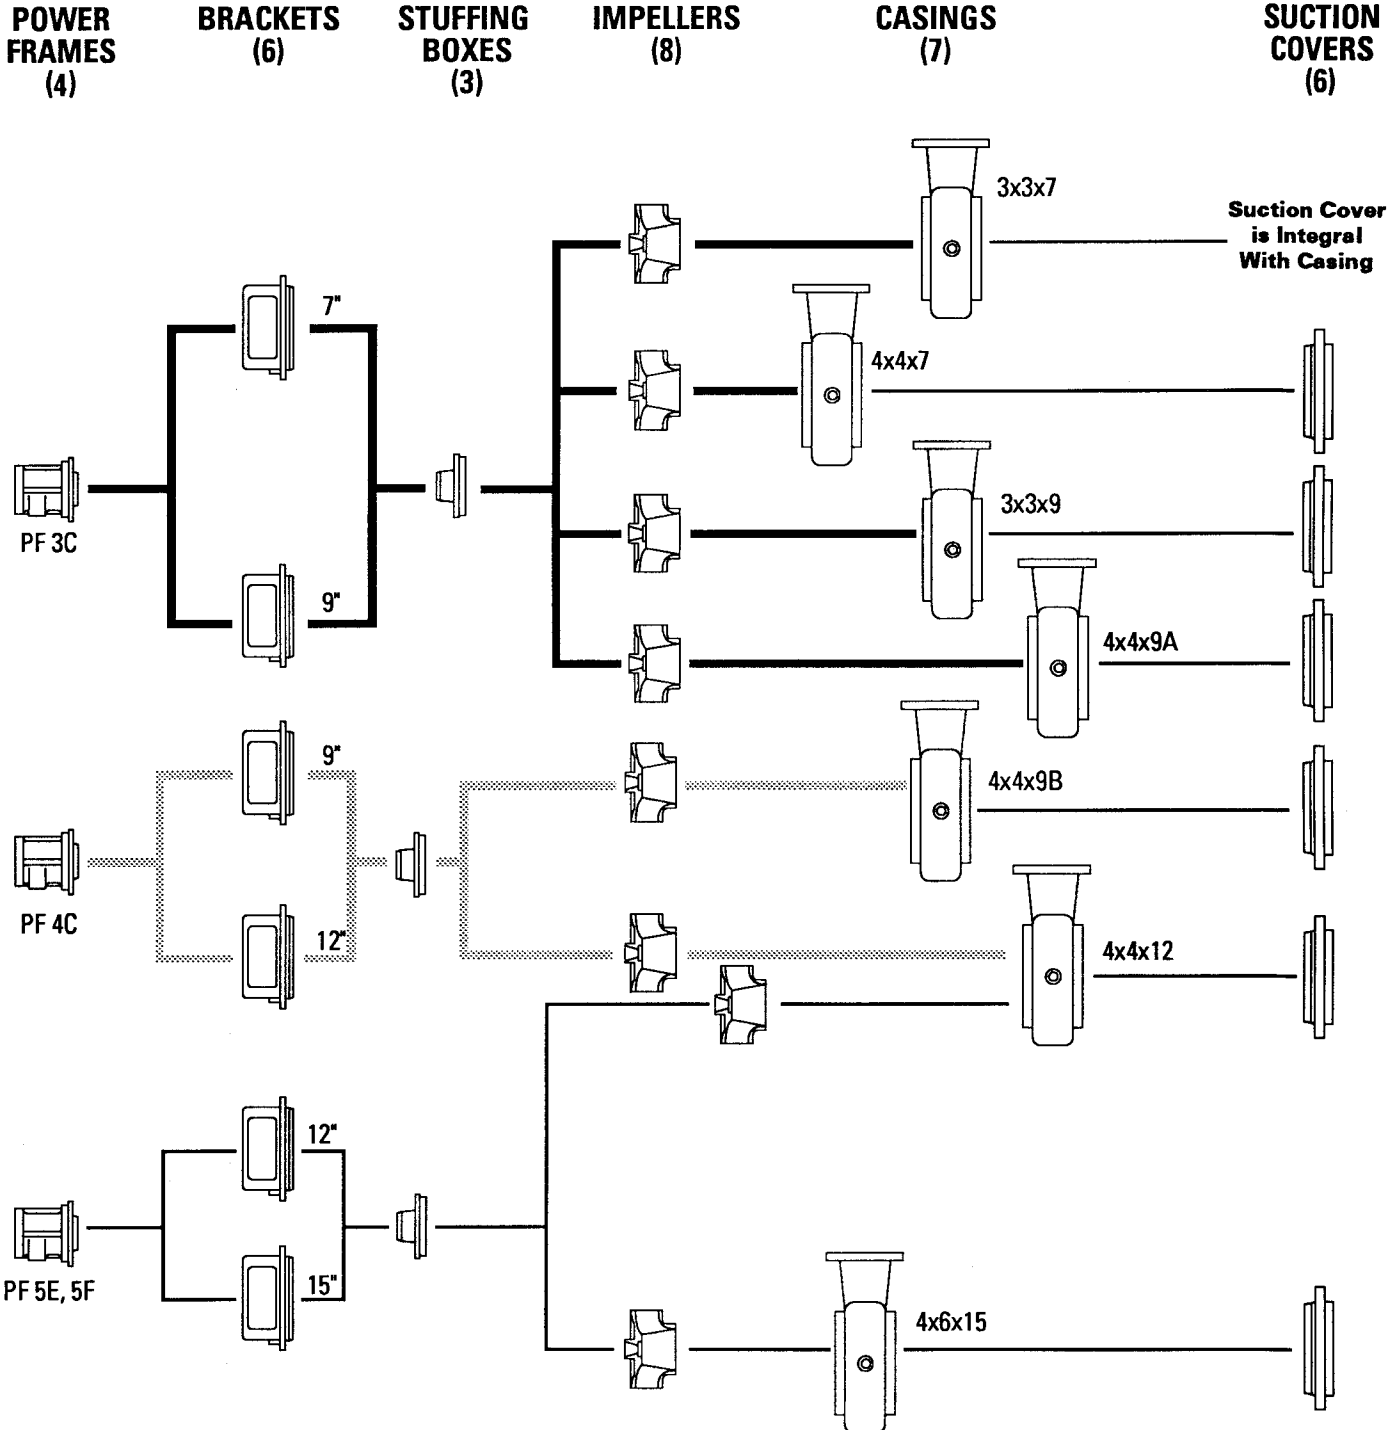 POWER
FRAMES
(4)
BRACKETS
(6)
STUFFING
BOXES
(3)
IMPELLERS
(8)
CASINGS
(7)
SUCTION
COVERS
(6)
3x3x7
Suction Cover
is Integral
With Casing
7"
4x4x7
3x3x9
PF 3C
9"
4x4x9A
9"
4x4x9B
PF 4C
12"
4x4x12
12"
PF 5E, 5F
15"
4x6x15